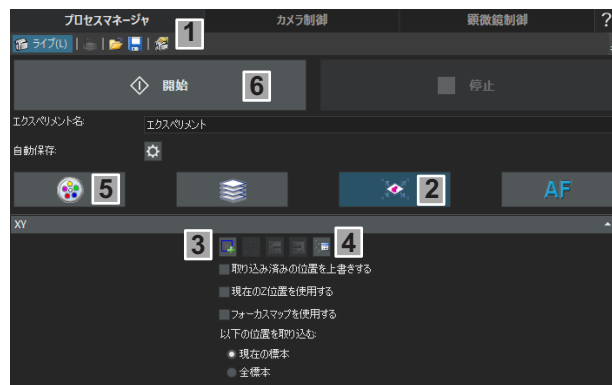 プロセスマネージャ カメラ制御 顕微鏡制御 ?
ライブ(L) 1
開始 6 停止
エクスペリメント名: エクスペリメント
自動保存:
5 2 AF
XY
3 4
取り込み済みの位置を上書きする
現在のZ位置を使用する
フォーカスマップを使用する
以下の位置を取り込む:
現在の標本
全標本